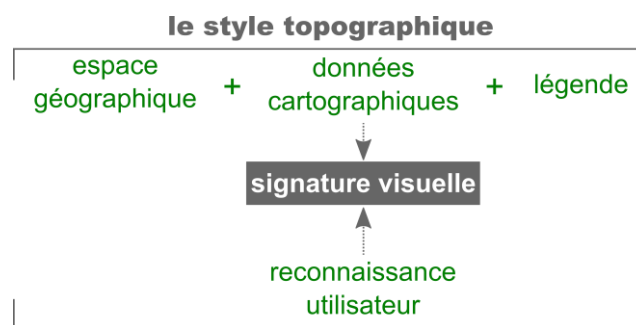 le style topographique
espace
géographique
+
données
cartographiques
+
légende
signature visuelle
reconnaissance
utilisateur